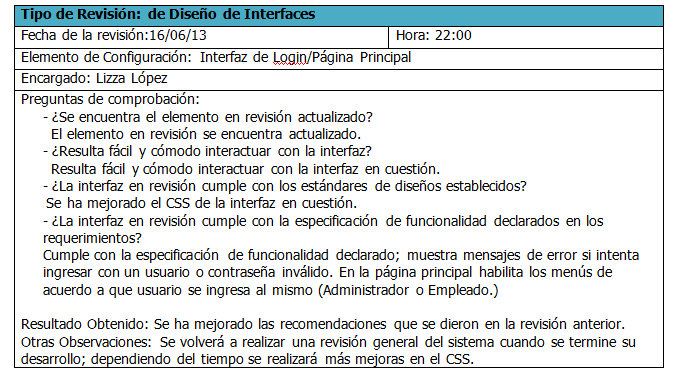 Tipo de Revisión: de Diseño de Interfaces
Fecha de la revisión:16/06/13 Hora: 22:00
Elemento de Configuración: Interfaz de Login/Página Principal
Encargado: Lizza López
Preguntas de comprobación:
- ¿Se encuentra el elemento en revisión actualizado?
El elemento en revisión se encuentra actualizado.
- ¿Resulta fácil y cómodo interactuar con la interfaz?
Resulta fácil y cómodo interactuar con la interfaz en cuestión.
- ¿La interfaz en revisión cumple con los estándares de diseños establecidos?
Se ha mejorado el CSS de la interfaz en cuestión.
- ¿La interfaz en revisión cumple con la especificación de funcionalidad declarados en los
requerimientos?
Cumple con la especificación de funcionalidad declarado; muestra mensajes de error si intenta
ingresar con un usuario o contraseña inválido. En la página principal habilita los menús de
acuerdo a que usuario se ingresa al mismo (Administrador o Empleado.)
Resultado Obtenido: Se ha mejorado las recomendaciones que se dieron en la revisión anterior.
Otras Observaciones: Se volverá a realizar una revisión general del sistema cuando se termine su
desarrollo; dependiendo del tiempo se realizará más mejoras en el CSS.